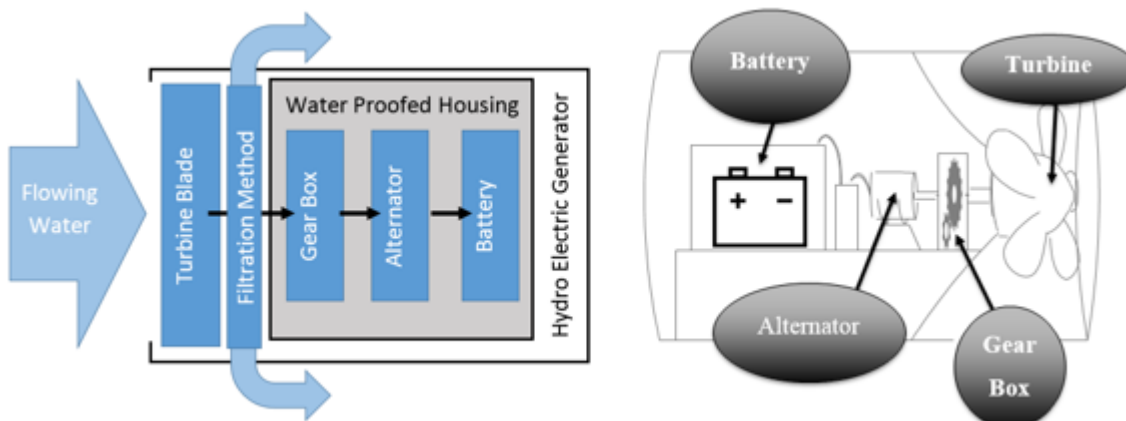 Flowing
Water
Turbine Blade
Filtration Method
Water Proofed Housing
Gear Box
Alternator
Battery
Hydro Electric Generator
Battery
Turbine
+ −
Alternator
Gear
Box